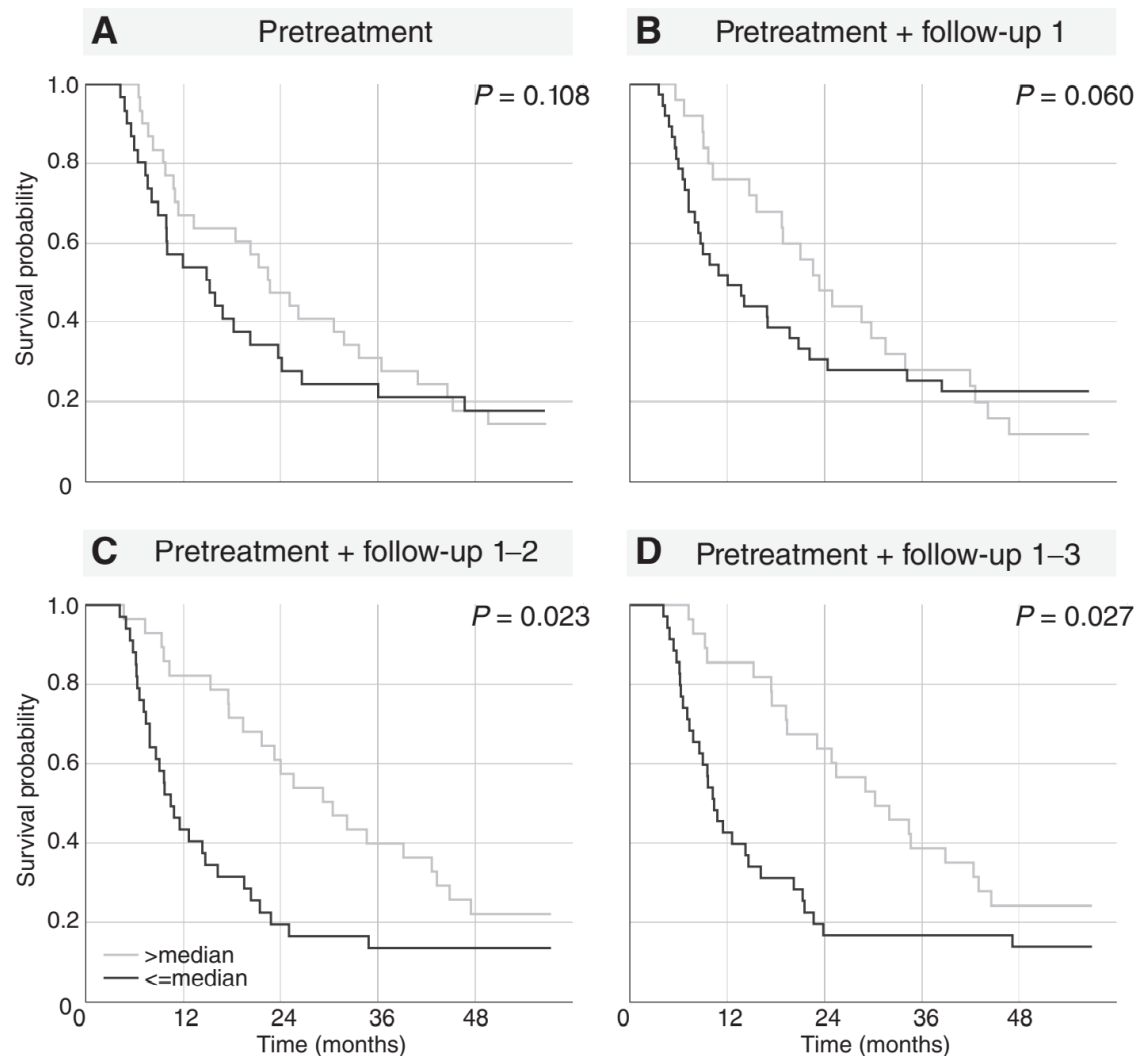 A Pretreatment
P = 0.108
1.0
0.8
0.6
0.4
0.2
0
Survival probability
B Pretreatment + follow-up 1
P = 0.060
C Pretreatment + follow-up 1–2
P = 0.023
1.0
0.8
0.6
0.4
0.2
0
Survival probability
>median
<=median
0 12 24 36 48
Time (months)
D Pretreatment + follow-up 1–3
P = 0.027
0 12 24 36 48
Time (months)